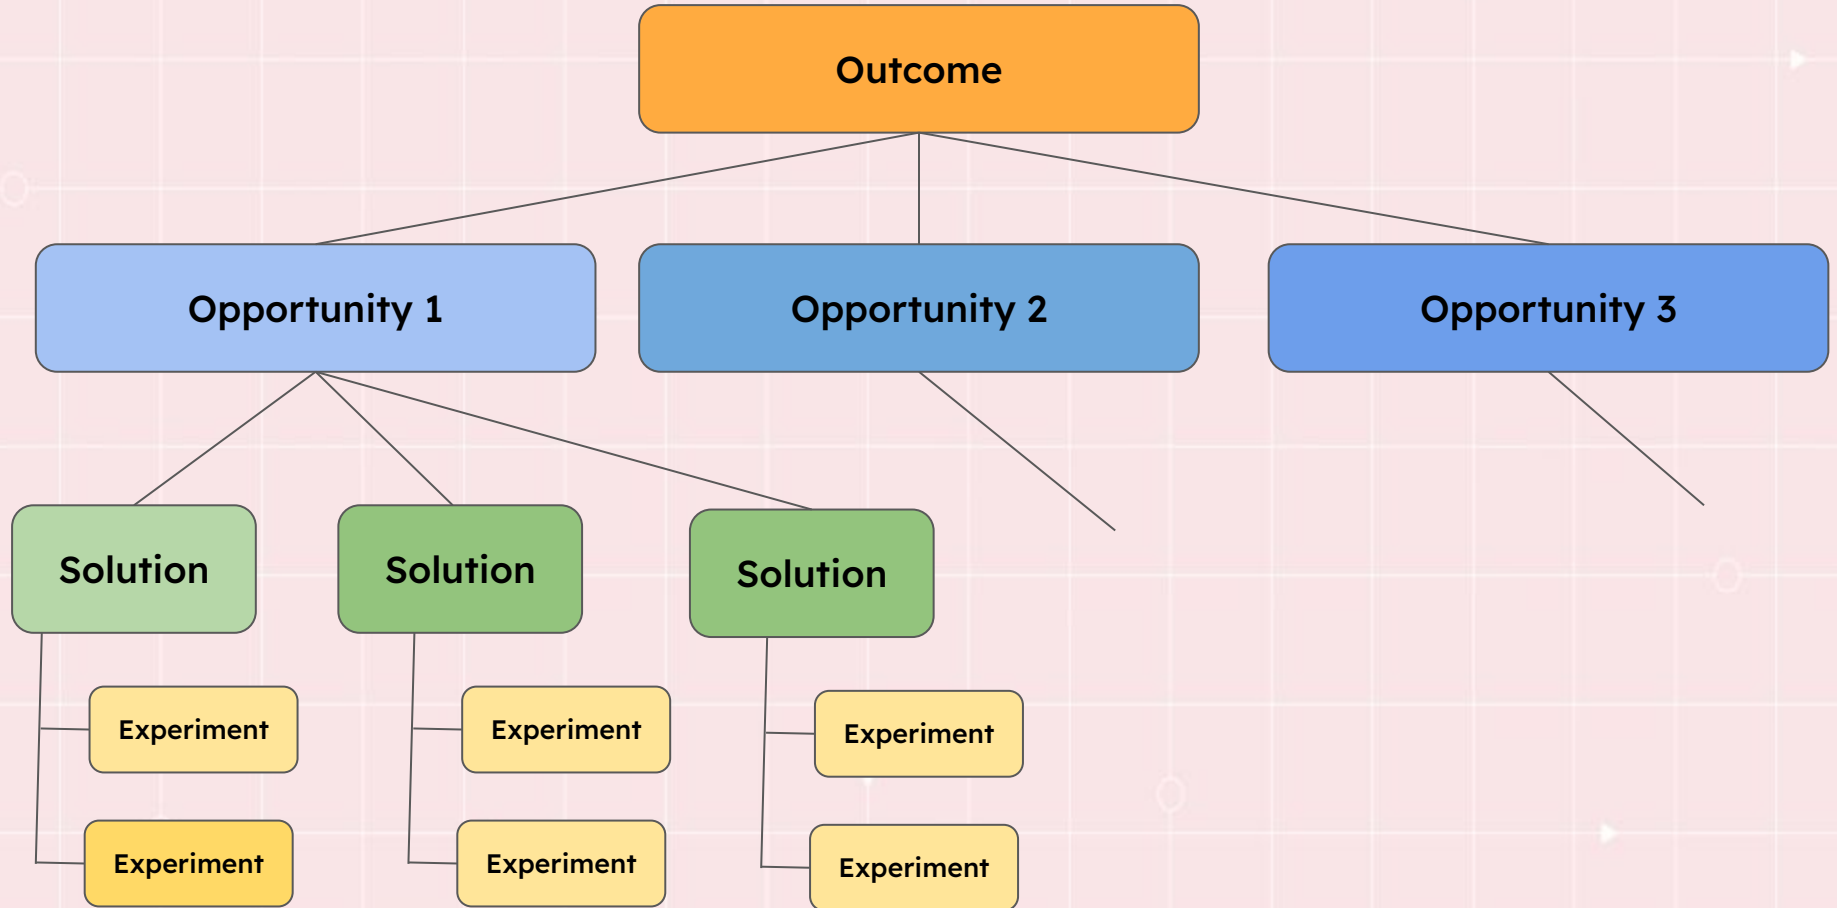 Outcome
Opportunity 1
Opportunity 2
Opportunity 3
Solution
Solution
Solution
Experiment
Experiment
Experiment
Experiment
Experiment
Experiment